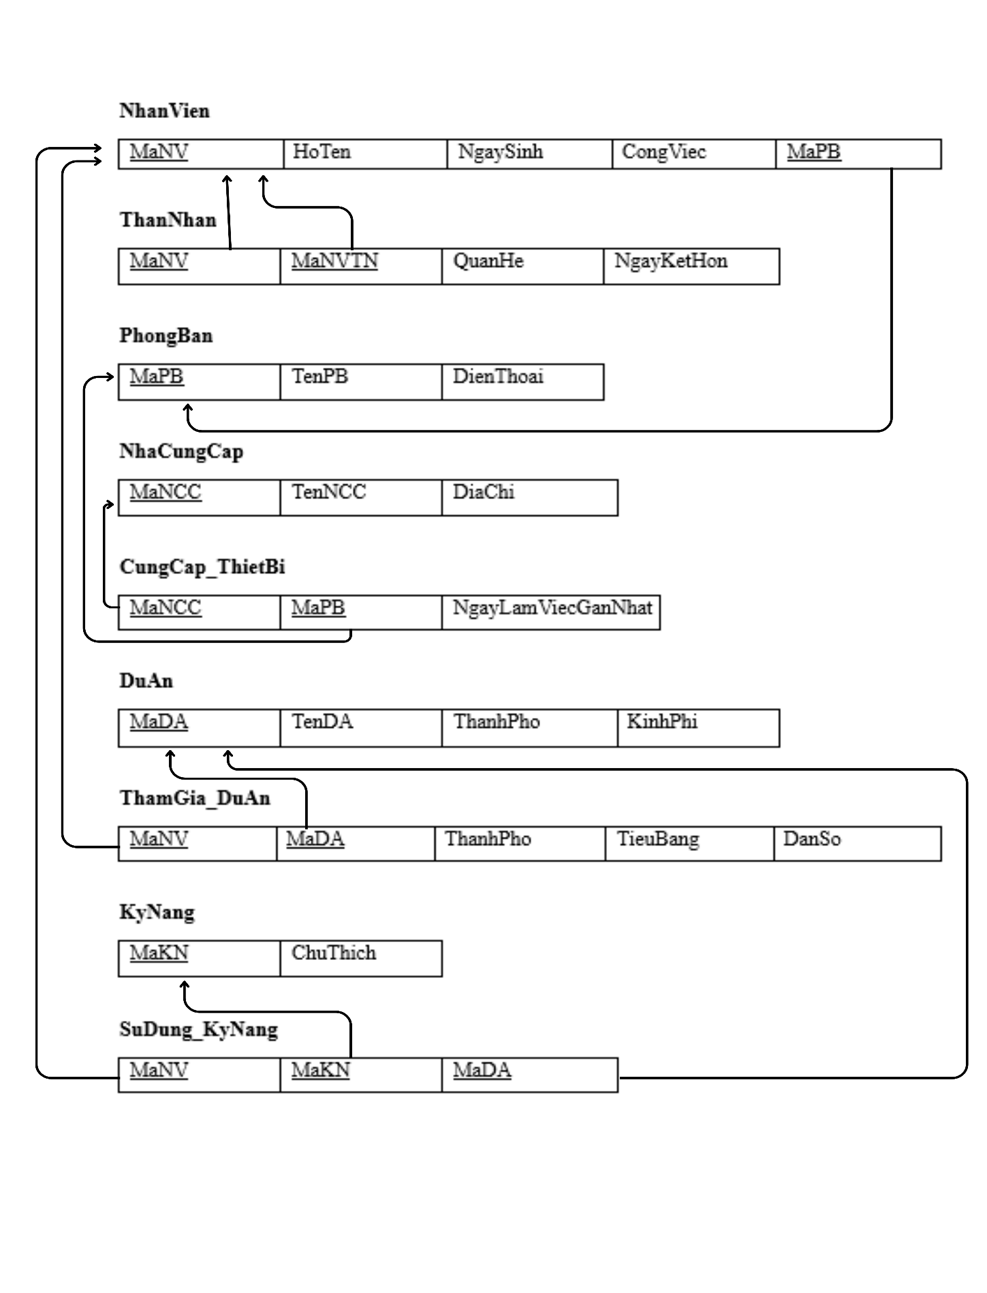 NhanVien
MaNV HoTen NgaySinh CongViec MaPB
ThanNhan
MaNV MaNVTN QuanHe NgayKetHon
PhongBan
MaPB TenPB DienThoai
NhaCungCap
MaNCC TenNCC DiaChi
CungCap_ThietBi
MaNCC MaPB NgayLamViecGanNhat
DuAn
MaDA TenDA ThanhPho KinhPhi
ThamGia_DuAn
MaNV MaDA ThanhPho TieuBang DanSo
KyNang
MaKN ChuThich
SuDung_KyNang
MaNV MaKN MaDA